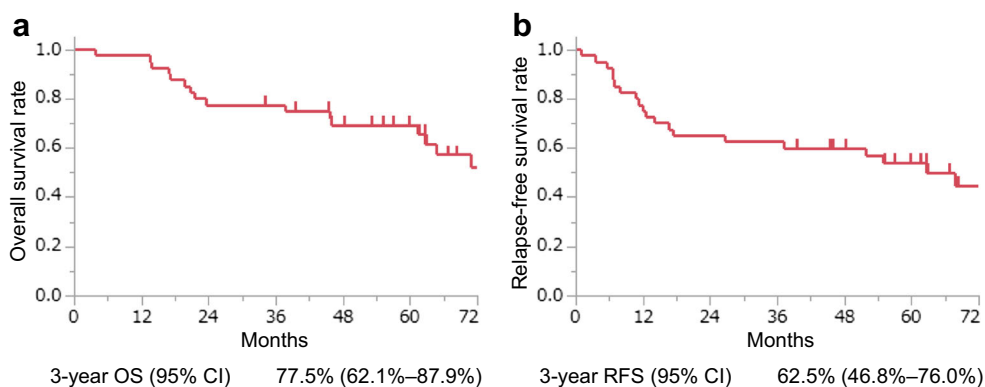 a
Overall survival rate
1.0
0.8
0.6
0.4
0.2
0.0
0 12 24 36 48 60 72
Months
3-year OS (95% CI) 77.5% (62.1%–87.9%)
b
Relapse-free survival rate
1.0
0.8
0.6
0.4
0.2
0.0
0 12 24 36 48 60 72
Months
3-year RFS (95% CI) 62.5% (46.8%–76.0%)